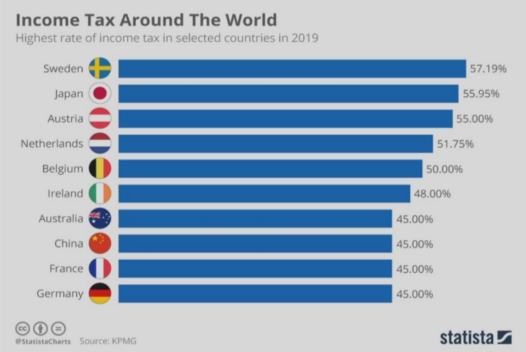 Income Tax Around The World
Highest rate of income tax in selected countries in 2019
Sweden 57.19%
Japan 55.95%
Austria 55.00%
Netherlands 51.75%
Belgium 50.00%
Ireland 48.00%
Australia 45.00%
China 45.00%
France 45.00%
Germany 45.00%
cc
@StatistaCharts Source: KPMG
statista